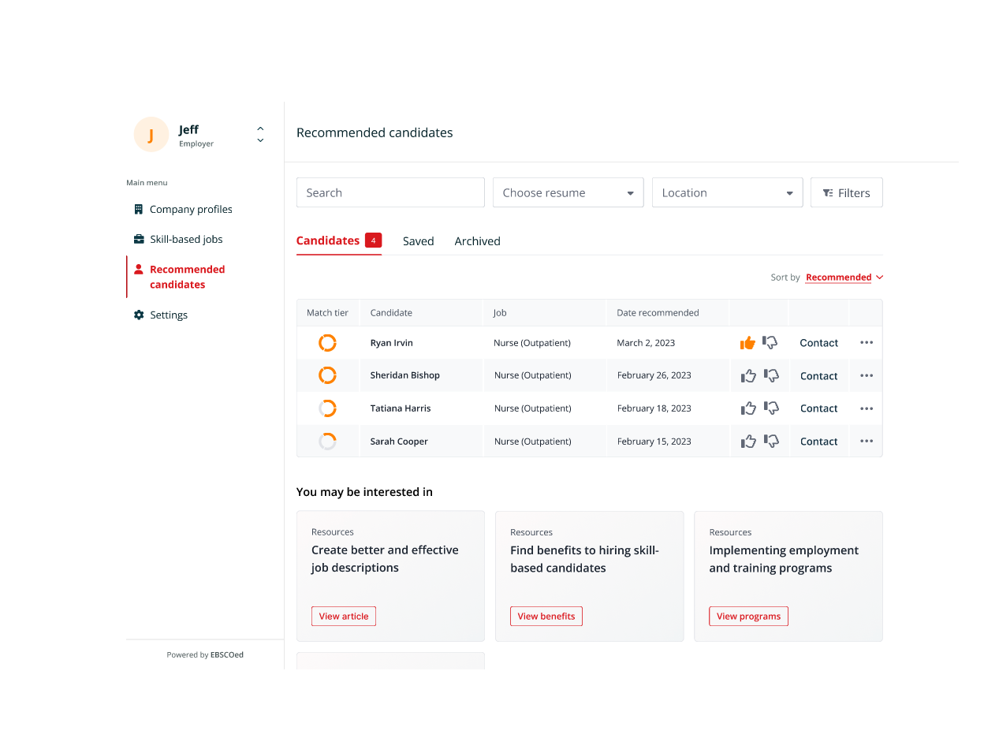 J
Jeff
Employer
Main menu
Company profiles
Skill-based jobs
Recommended
candidates
Settings
Powered by EBSCOed
Recommended candidates
Search
Choose resume
Location
Filters
Candidates 4 Saved Archived
Sort by Recommended
Match tier Candidate Job Date recommended
Ryan Irvin Nurse (Outpatient) March 2, 2023 Contact
Sheridan Bishop Nurse (Outpatient) February 26, 2023 Contact
Tatiana Harris Nurse (Outpatient) February 18, 2023 Contact
Sarah Cooper Nurse (Outpatient) February 15, 2023 Contact
You may be interested in
Resources
Create better and effective
job descriptions
View article
Resources
Find benefits to hiring skill-
based candidates
View benefits
Resources
Implementing employment
and training programs
View programs